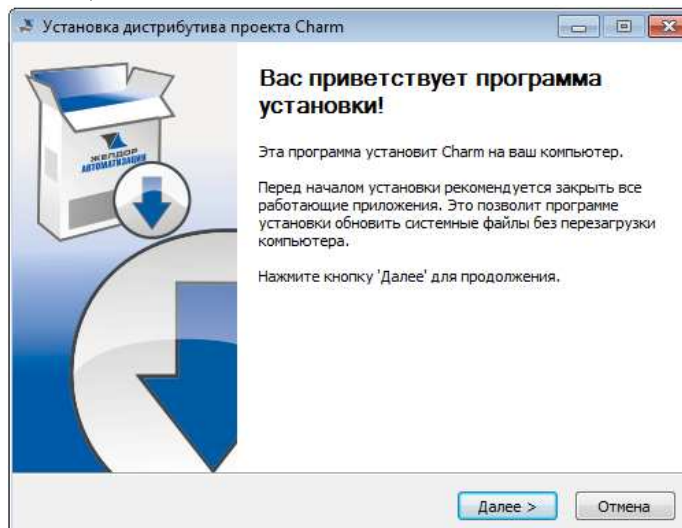 Установка дистрибутива проекта Charm
ЖЕЛДОР
АВТОМАТИЗАЦИЯ
Вас приветствует программа
установки!
Эта программа установит Charm на ваш компьютер.
Перед началом установки рекомендуется закрыть все
работающие приложения. Это позволит программе
установки обновить системные файлы без перезагрузки
компьютера.
Нажмите кнопку 'Далее' для продолжения.
Далее >
Отмена